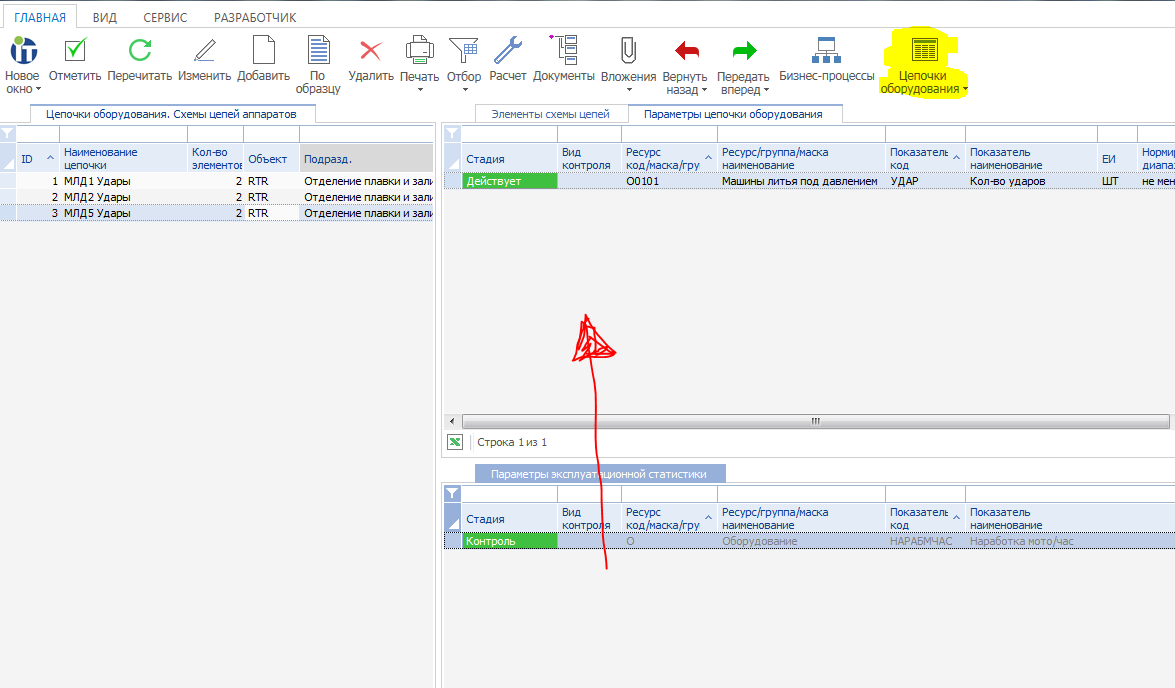 ГЛАВНАЯ ВИД СЕРВИС РАЗРАБОТЧИК
Новое окно
Отметить
Перечитать
Изменить
Добавить
По образцу
Удалить
Печать
Отбор
Расчет
Документы
Вложения
Вернуть назад
Передать вперед
Бизнес-процессы
Цепочки оборудования
Цепочки оборудования. Схемы цепей аппаратов
ID Наименование цепочки Кол-во элементов Объект Подразд.
1 МЛД1 Удары 2 RTR Отделение плавки и зали
2 МЛД2 Удары 2 RTR Отделение плавки и зали
3 МЛД5 Удары 2 RTR Отделение плавки и зали
Элементы схемы цепей Параметры цепочки оборудования
Стадия Вид контроля Ресурс код/маска/гру Ресурс/группа/маска наименование Показатель код Показатель наименование ЕИ Норми диапа
Действует О0101 Машины литья под давлением УДАР Кол-во ударов ШТ не мен
Строка 1 из 1
Параметры эксплуатационной статистики
Стадия Вид контроля Ресурс код/маска/гру Ресурс/группа/маска наименование Показатель код Показатель наименование
Контроль О Оборудование НАРАБМЧАС Наработка мото/час